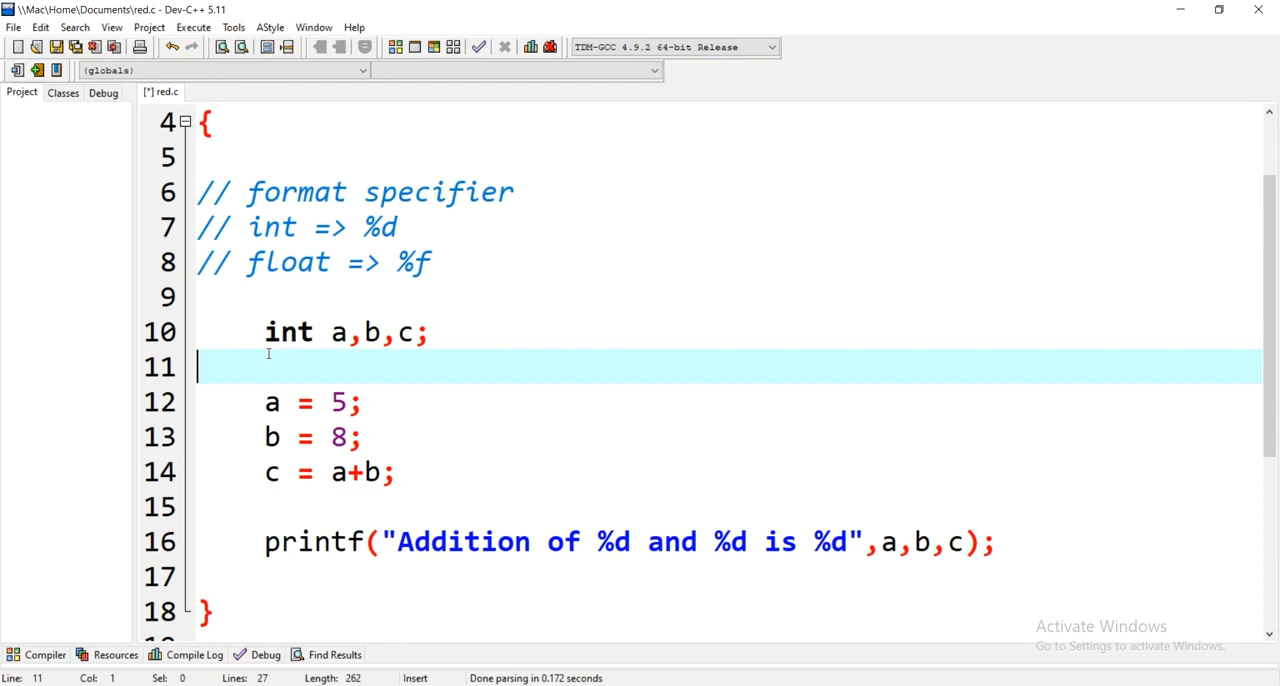 \\Mac\Home\Documents\red.c - Dev-C++ 5.11
File Edit Search View Project Execute Tools AStyle Window Help
TDM-GCC 4.9.2 64-bit Release
(globals)
Project Classes Debug [*] red.c
4 {
5
6 // format specifier
7 // int => %d
8 // float => %f
9
10 int a,b,c;
11
12 a = 5;
13 b = 8;
14 c = a+b;
15
16 printf("Addition of %d and %d is %d",a,b,c);
17
18 }
Activate Windows
Go to Settings to activate Windows.
Compiler Resources Compile Log Debug Find Results
Line: 11 Col: 1 Sel: 0 Lines: 27 Length: 262 Insert Done parsing in 0.172 seconds